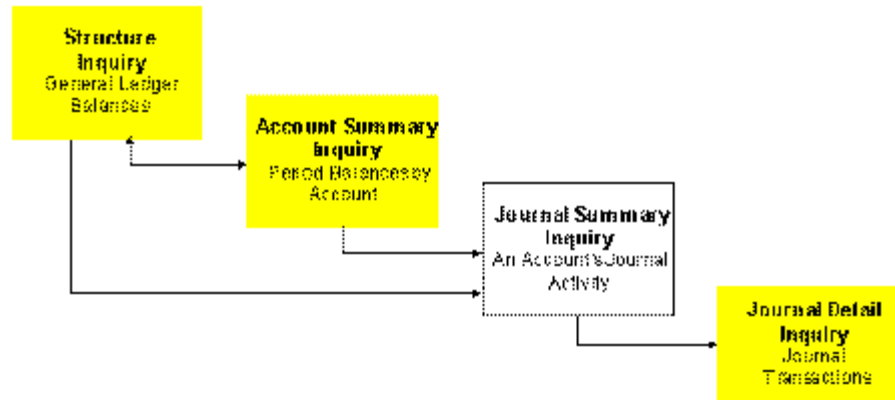 Structure
Inquiry
General Ledger
Balances
Account Summary
Inquiry
Period Balances by
Account
Journal Summary
Inquiry
An Account's Journal
Activity
Journal Detail
Inquiry
Journal
Transactions